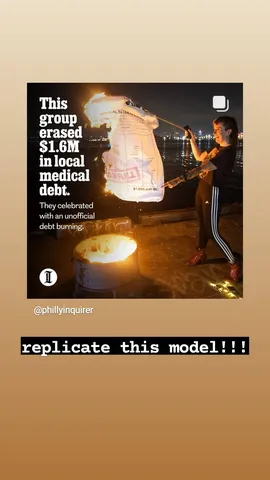 This
group
erased
$1.6M
in local
medical
debt.
They celebrated
with an unofficial
debt burning.
@phillyinquirer
replicate this model!!!